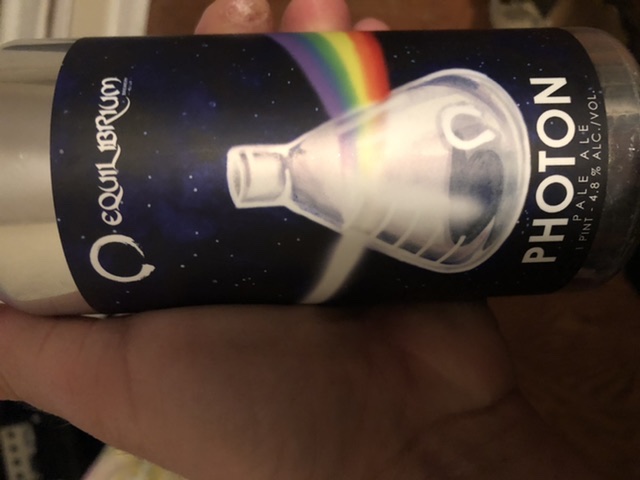 EQUILIBRIUM
PHOTON
PALE ALE
1 PINT - 4.8 % ALC./VOL.